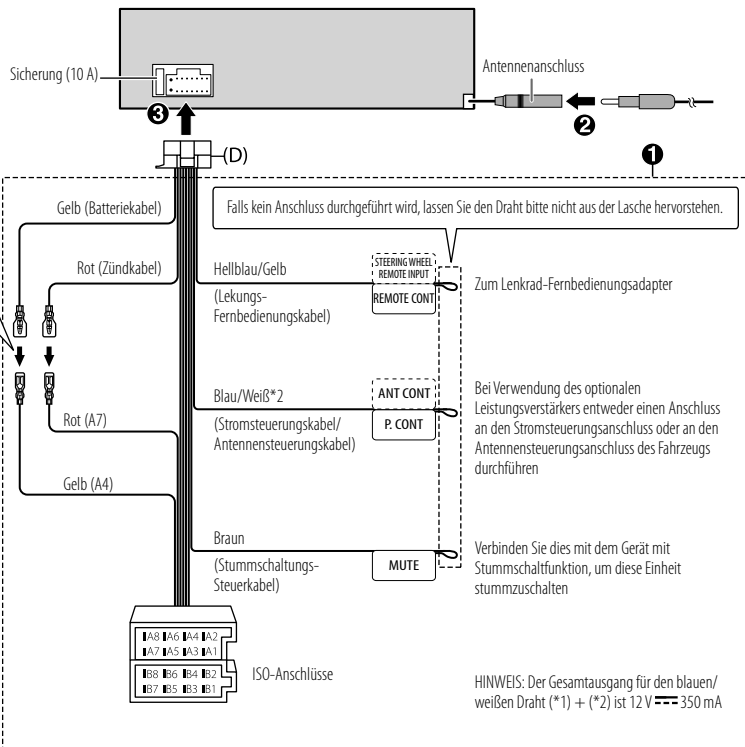 Sicherung (10 A)
Antennenanschluss
❸
❷
(D)
❶
Gelb (Batteriekabel)
Falls kein Anschluss durchgeführt wird, lassen Sie den Draht bitte nicht aus der Lasche hervorstehen.
Rot (Zündkabel)
Hellblau/Gelb
(Lekungs-
Fernbedienungskabel)
STEERING WHEEL
REMOTE INPUT
REMOTE CONT
Zum Lenkrad-Fernbedienungsadapter
Blau/Weiß*2
(Stromsteuerungskabel/
Antennensteuerungskabel)
ANT CONT
P. CONT
Bei Verwendung des optionalen
Leistungsverstärkers entweder einen Anschluss
an den Stromsteuerungsanschluss oder an den
Antennensteuerungsanschluss des Fahrzeugs
durchführen
Rot (A7)
Gelb (A4)
Braun
(Stummschaltungs-
Steuerkabel)
MUTE
Verbinden Sie dies mit dem Gerät mit
Stummschaltfunktion, um diese Einheit
stummzuschalten
A8 A6 A4 A2
A7 A5 A3 A1
B8 B6 B4 B2
B7 B5 B3 B1
ISO-Anschlüsse
HINWEIS: Der Gesamtausgang für den blauen/
weißen Draht (*1) + (*2) ist 12 V ⎓ 350 mA